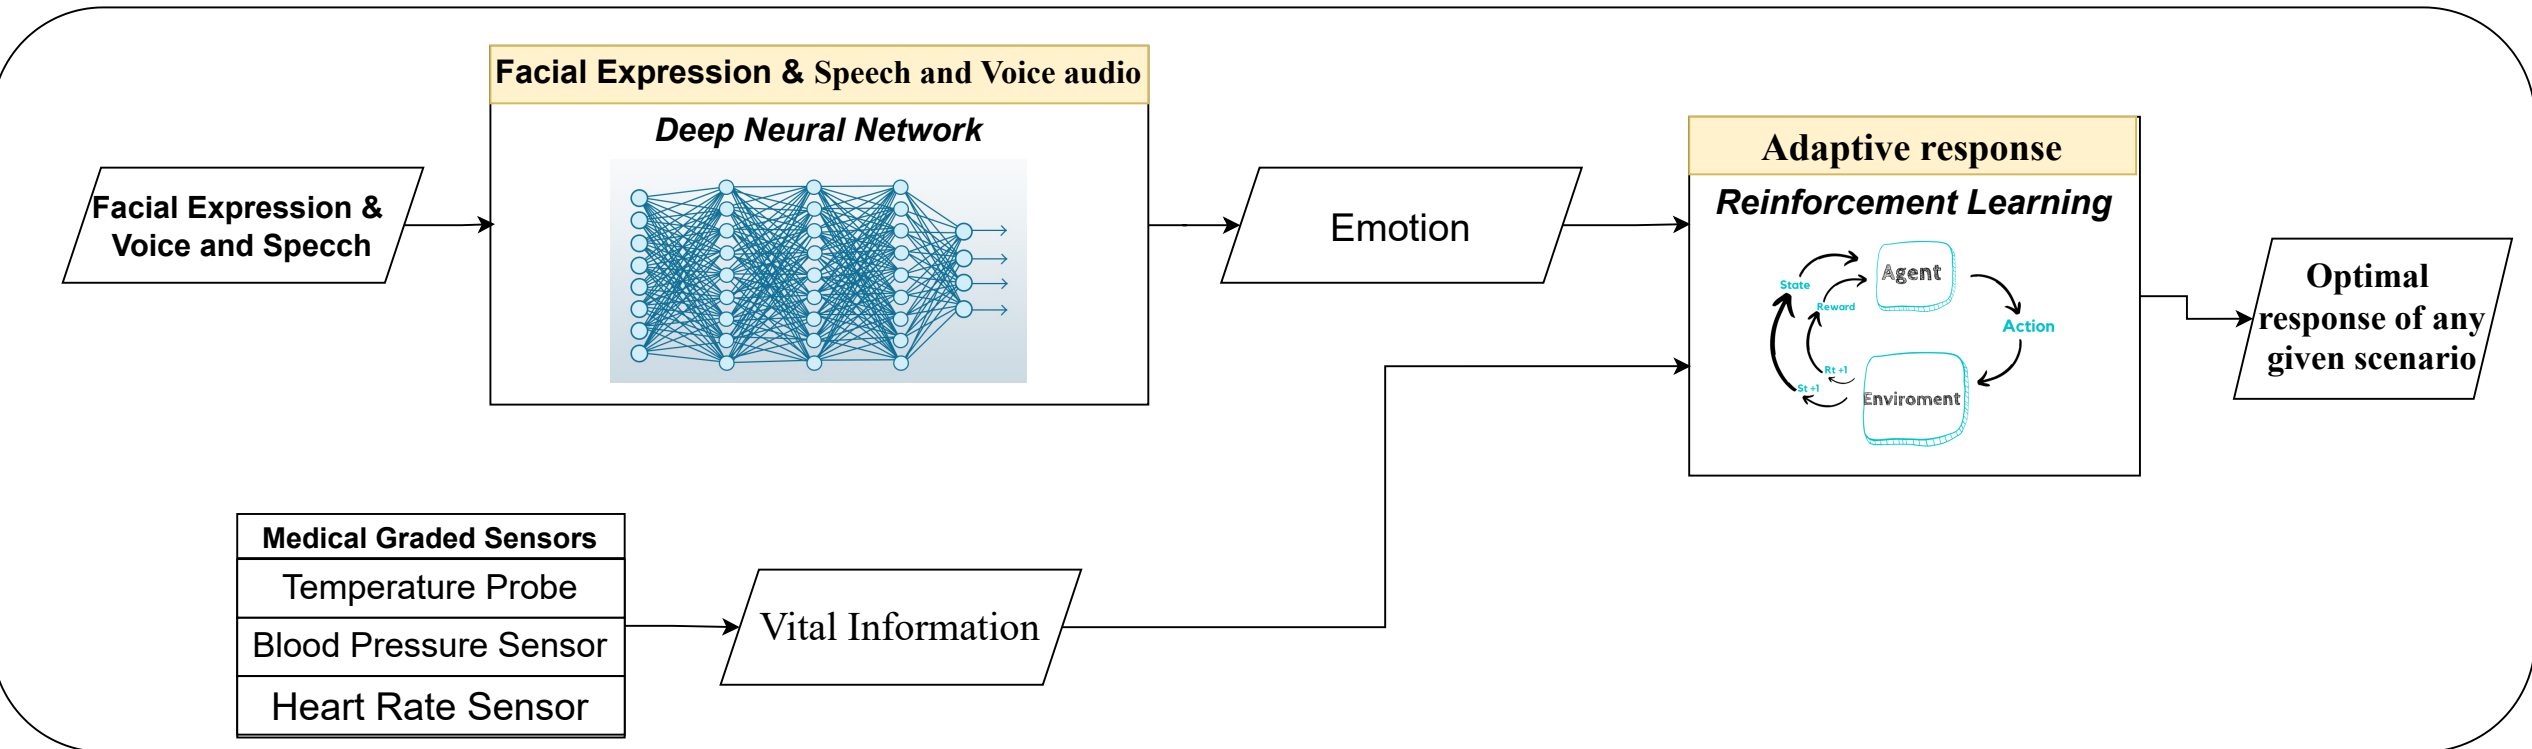 Facial Expression & Speech and Voice audio
Deep Neural Network
Facial Expression &
Voice and Specch
Emotion
Adaptive response
Reinforcement Learning
Agent
State
Reward
Action
Rt +1
St +1
Enviroment
Optimal
response of any
given scenario
Medical Graded Sensors
Temperature Probe
Blood Pressure Sensor
Heart Rate Sensor
Vital Information